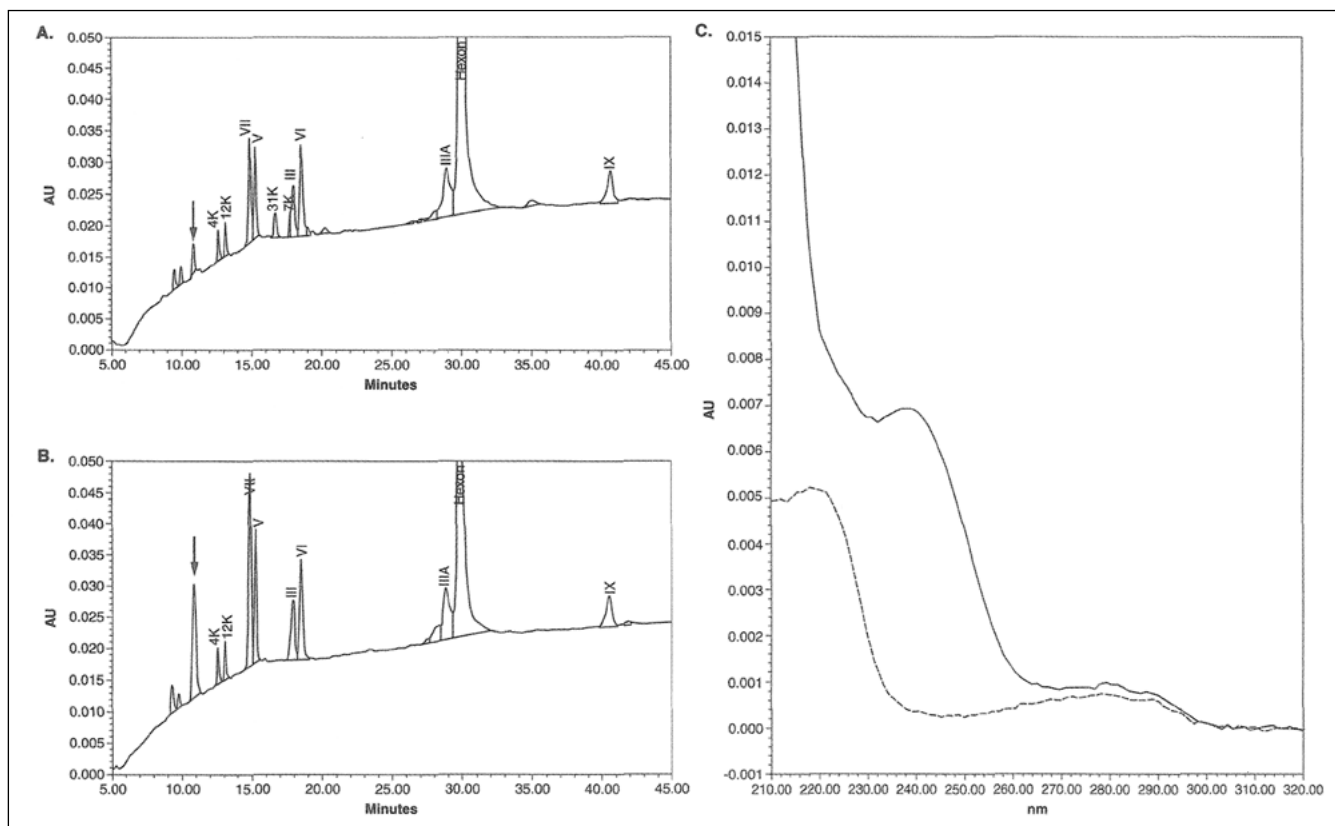 A.
0.050
0.045
0.040
0.035
0.030
0.025
0.020
0.015
0.010
0.005
0.000
AU
4K
12K
VII
V
31K
7K
III
VI
IIIA
Hexon
IX
5.00 10.00 15.00 20.00 25.00 30.00 35.00 40.00 45.00
Minutes
B.
0.050
0.045
0.040
0.035
0.030
0.025
0.020
0.015
0.010
0.005
0.000
AU
4K
12K
VII
V
III
VI
IIIA
Hexon
IX
5.00 10.00 15.00 20.00 25.00 30.00 35.00 40.00 45.00
Minutes
C.
0.015
0.014
0.013
0.012
0.011
0.010
0.009
0.008
0.007
0.006
0.005
0.004
0.003
0.002
0.001
0.000
-0.001
AU
210.00 220.00 230.00 240.00 250.00 260.00 270.00 280.00 290.00 300.00 310.00 320.00
nm